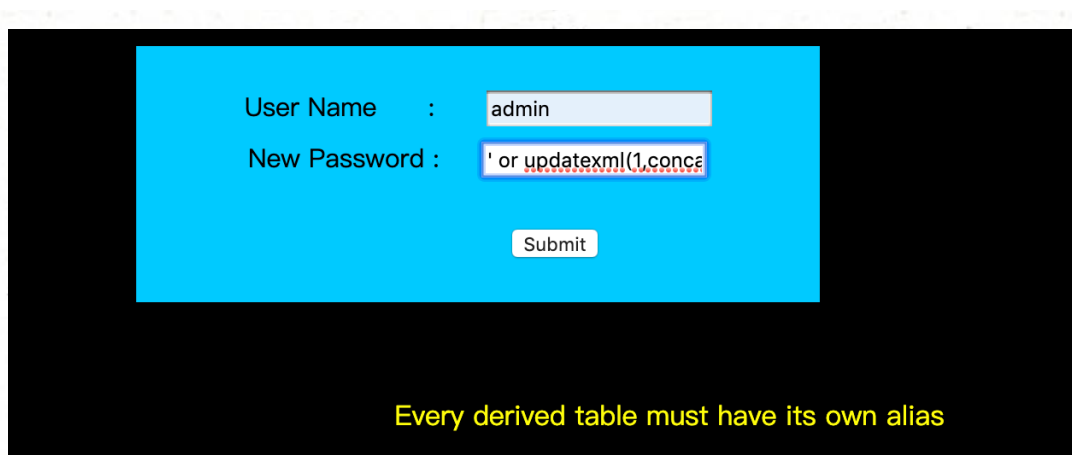 User Name : admin
New Password : ' or updatexml(1,conca
Submit
Every derived table must have its own alias